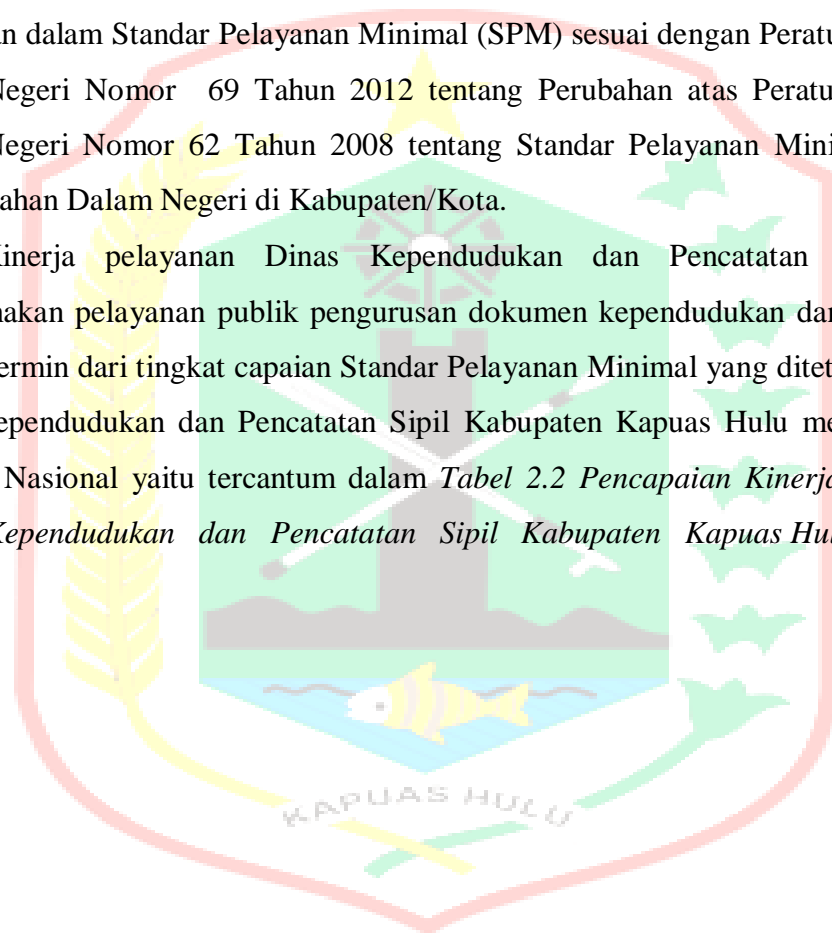 an dalam Standar Pelayanan Minimal (SPM) sesuai dengan Peratu
Negeri Nomor 69 Tahun 2012 tentang Perubahan atas Peratu
Negeri Nomor 62 Tahun 2008 tentang Standar Pelayanan Mini
ahan Dalam Negeri di Kabupaten/Kota.
Kinerja pelayanan Dinas Kependudukan dan Pencatatan
nakan pelayanan publik pengurusan dokumen kependudukan dan
ermin dari tingkat capaian Standar Pelayanan Minimal yang ditet
ependudukan dan Pencatatan Sipil Kabupaten Kapuas Hulu me
Nasional yaitu tercantum dalam Tabel 2.2 Pencapaian Kinerja
Kependudukan dan Pencatatan Sipil Kabupaten Kapuas Hul
KAPUAS HULU